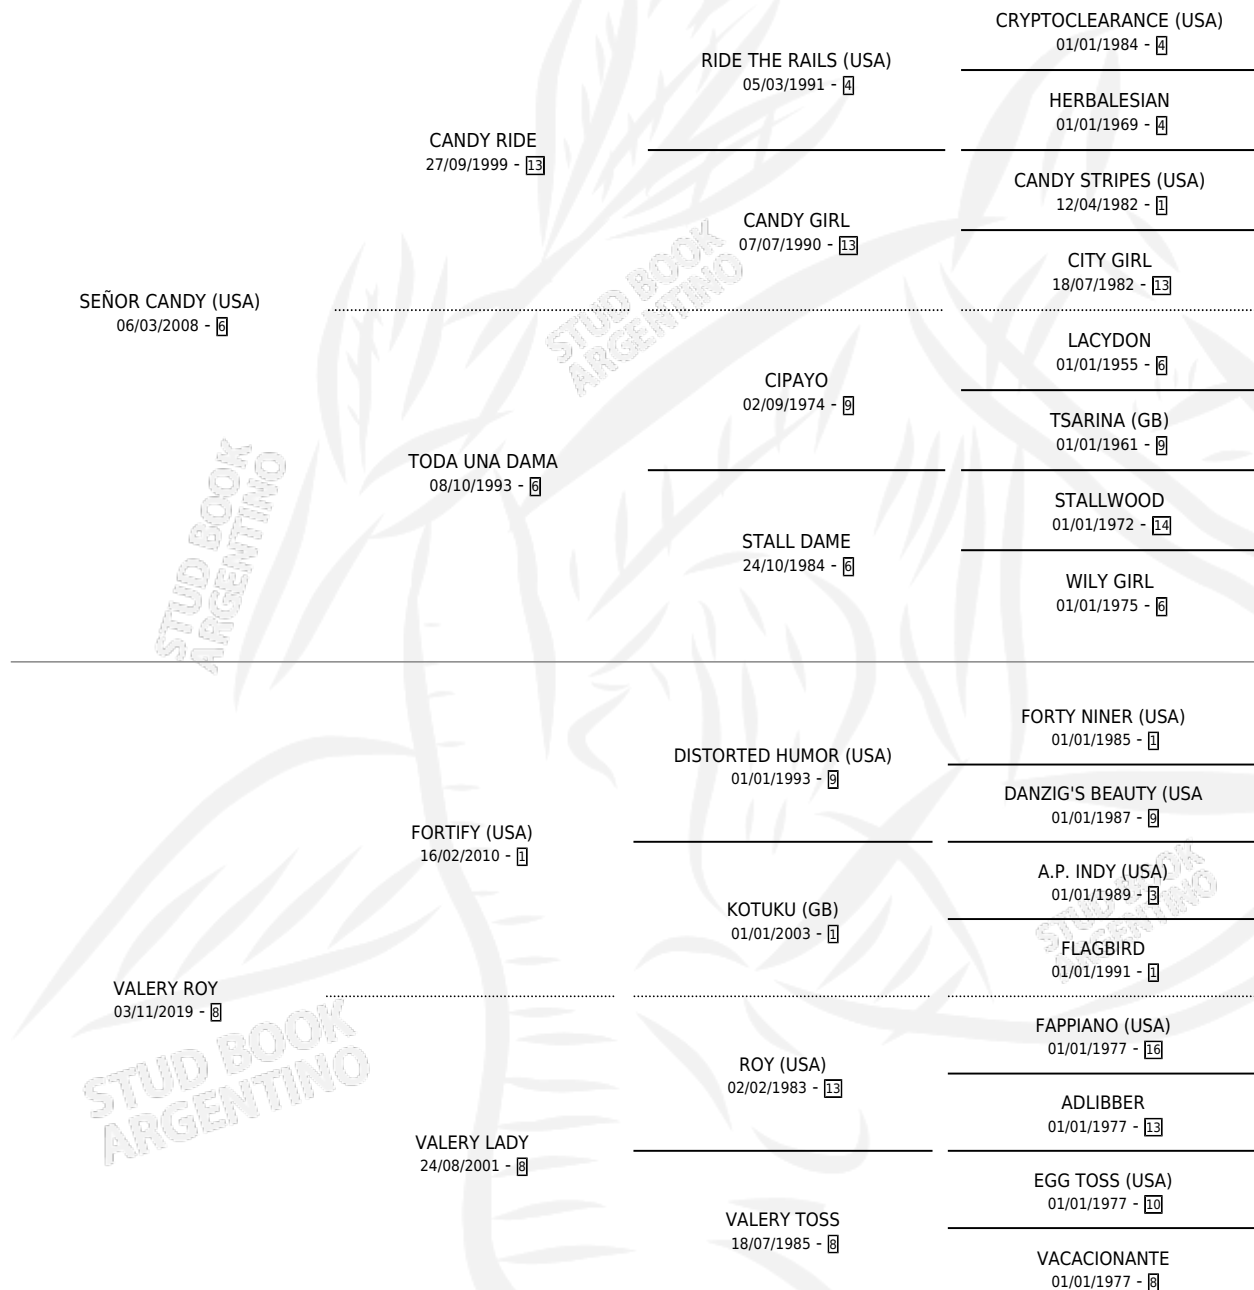 CRYPTOCLEARANCE (USA)
01/01/1984 - 4
RIDE THE RAILS (USA)
05/03/1991 - 4
HERBALESIAN
01/01/1969 - 4
CANDY RIDE
27/09/1999 - 13
CANDY STRIPES (USA)
12/04/1982 - 1
CANDY GIRL
07/07/1990 - 13
CITY GIRL
18/07/1982 - 13
SEÑOR CANDY (USA)
06/03/2008 - 6
LACYDON
01/01/1955 - 6
CIPAYO
02/09/1974 - 9
TSARINA (GB)
01/01/1961 - 9
TODA UNA DAMA
08/10/1993 - 6
STALLWOOD
01/01/1972 - 14
STALL DAME
24/10/1984 - 6
WILY GIRL
01/01/1975 - 6
FORTY NINER (USA)
01/01/1985 - 1
DISTORTED HUMOR (USA)
01/01/1993 - 9
DANZIG'S BEAUTY (USA
01/01/1987 - 9
FORTIFY (USA)
16/02/2010 - 1
A.P. INDY (USA)
01/01/1989 - 3
KOTUKU (GB)
01/01/2003 - 1
FLAGBIRD
01/01/1991 - 1
VALERY ROY
03/11/2019 - 8
FAPPIANO (USA)
01/01/1977 - 16
ROY (USA)
02/02/1983 - 13
ADLIBBER
01/01/1977 - 13
VALERY LADY
24/08/2001 - 8
EGG TOSS (USA)
01/01/1977 - 10
VALERY TOSS
18/07/1985 - 8
VACACIONANTE
01/01/1977 - 8
STUD BOOK
ARGENTINO
STUD BOOK
ARGENTINO
STUD BOOK
ARGENTINO
STUD BOOK
ARGENTINO